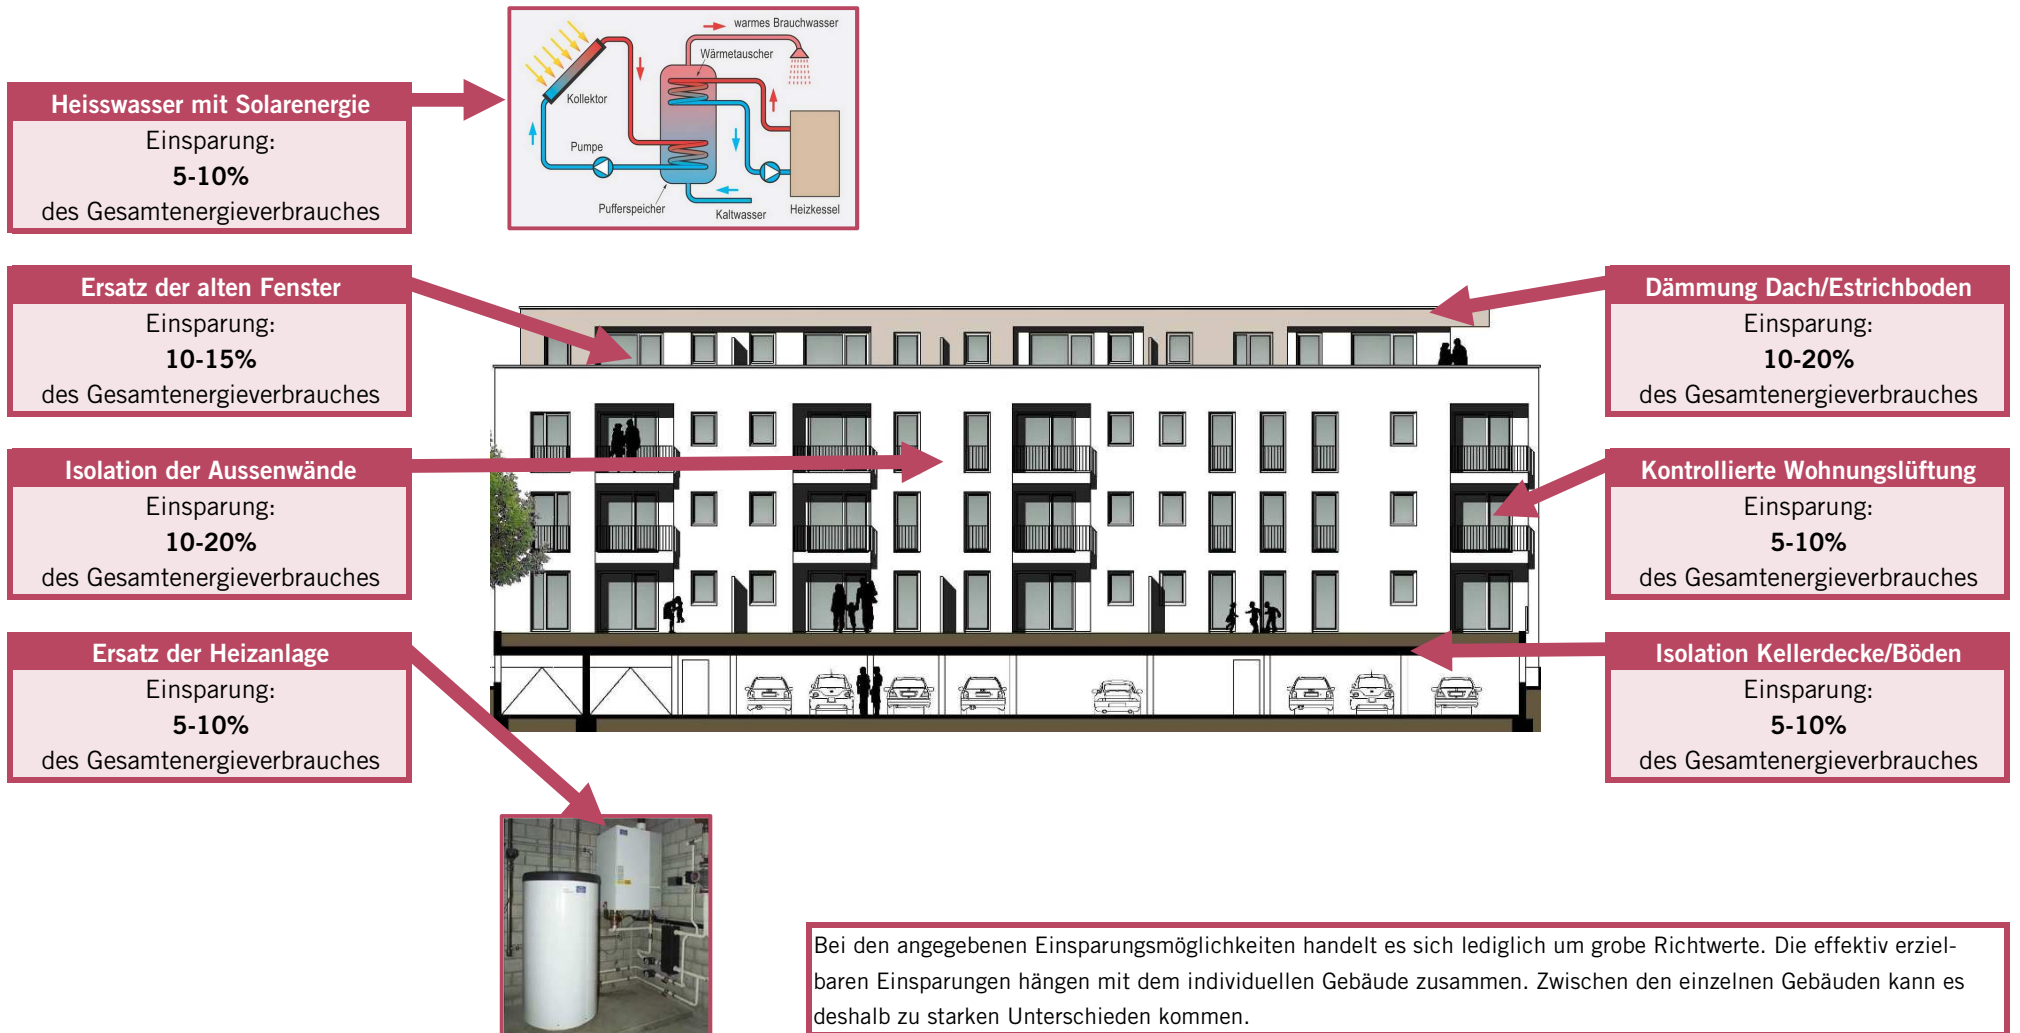 warmes Brauchwasser
Wärmetauscher
Kollektor
Pumpe
Pufferspeicher
Kaltwasser
Heizkessel
Heisswasser mit Solarenergie
Einsparung:
5-10%
des Gesamtenergieverbrauches
Ersatz der alten Fenster
Einsparung:
10-15%
des Gesamtenergieverbrauches
Isolation der Aussenwände
Einsparung:
10-20%
des Gesamtenergieverbrauches
Ersatz der Heizanlage
Einsparung:
5-10%
des Gesamtenergieverbrauches
Dämmung Dach/Estrichboden
Einsparung:
10-20%
des Gesamtenergieverbrauches
Kontrollierte Wohnungslüftung
Einsparung:
5-10%
des Gesamtenergieverbrauches
Isolation Kellerdecke/Böden
Einsparung:
5-10%
des Gesamtenergieverbrauches
Bei den angegebenen Einsparungsmöglichkeiten handelt es sich lediglich um grobe Richtwerte. Die effektiv erziel-
baren Einsparungen hängen mit dem individuellen Gebäude zusammen. Zwischen den einzelnen Gebäuden kann es
deshalb zu starken Unterschieden kommen.